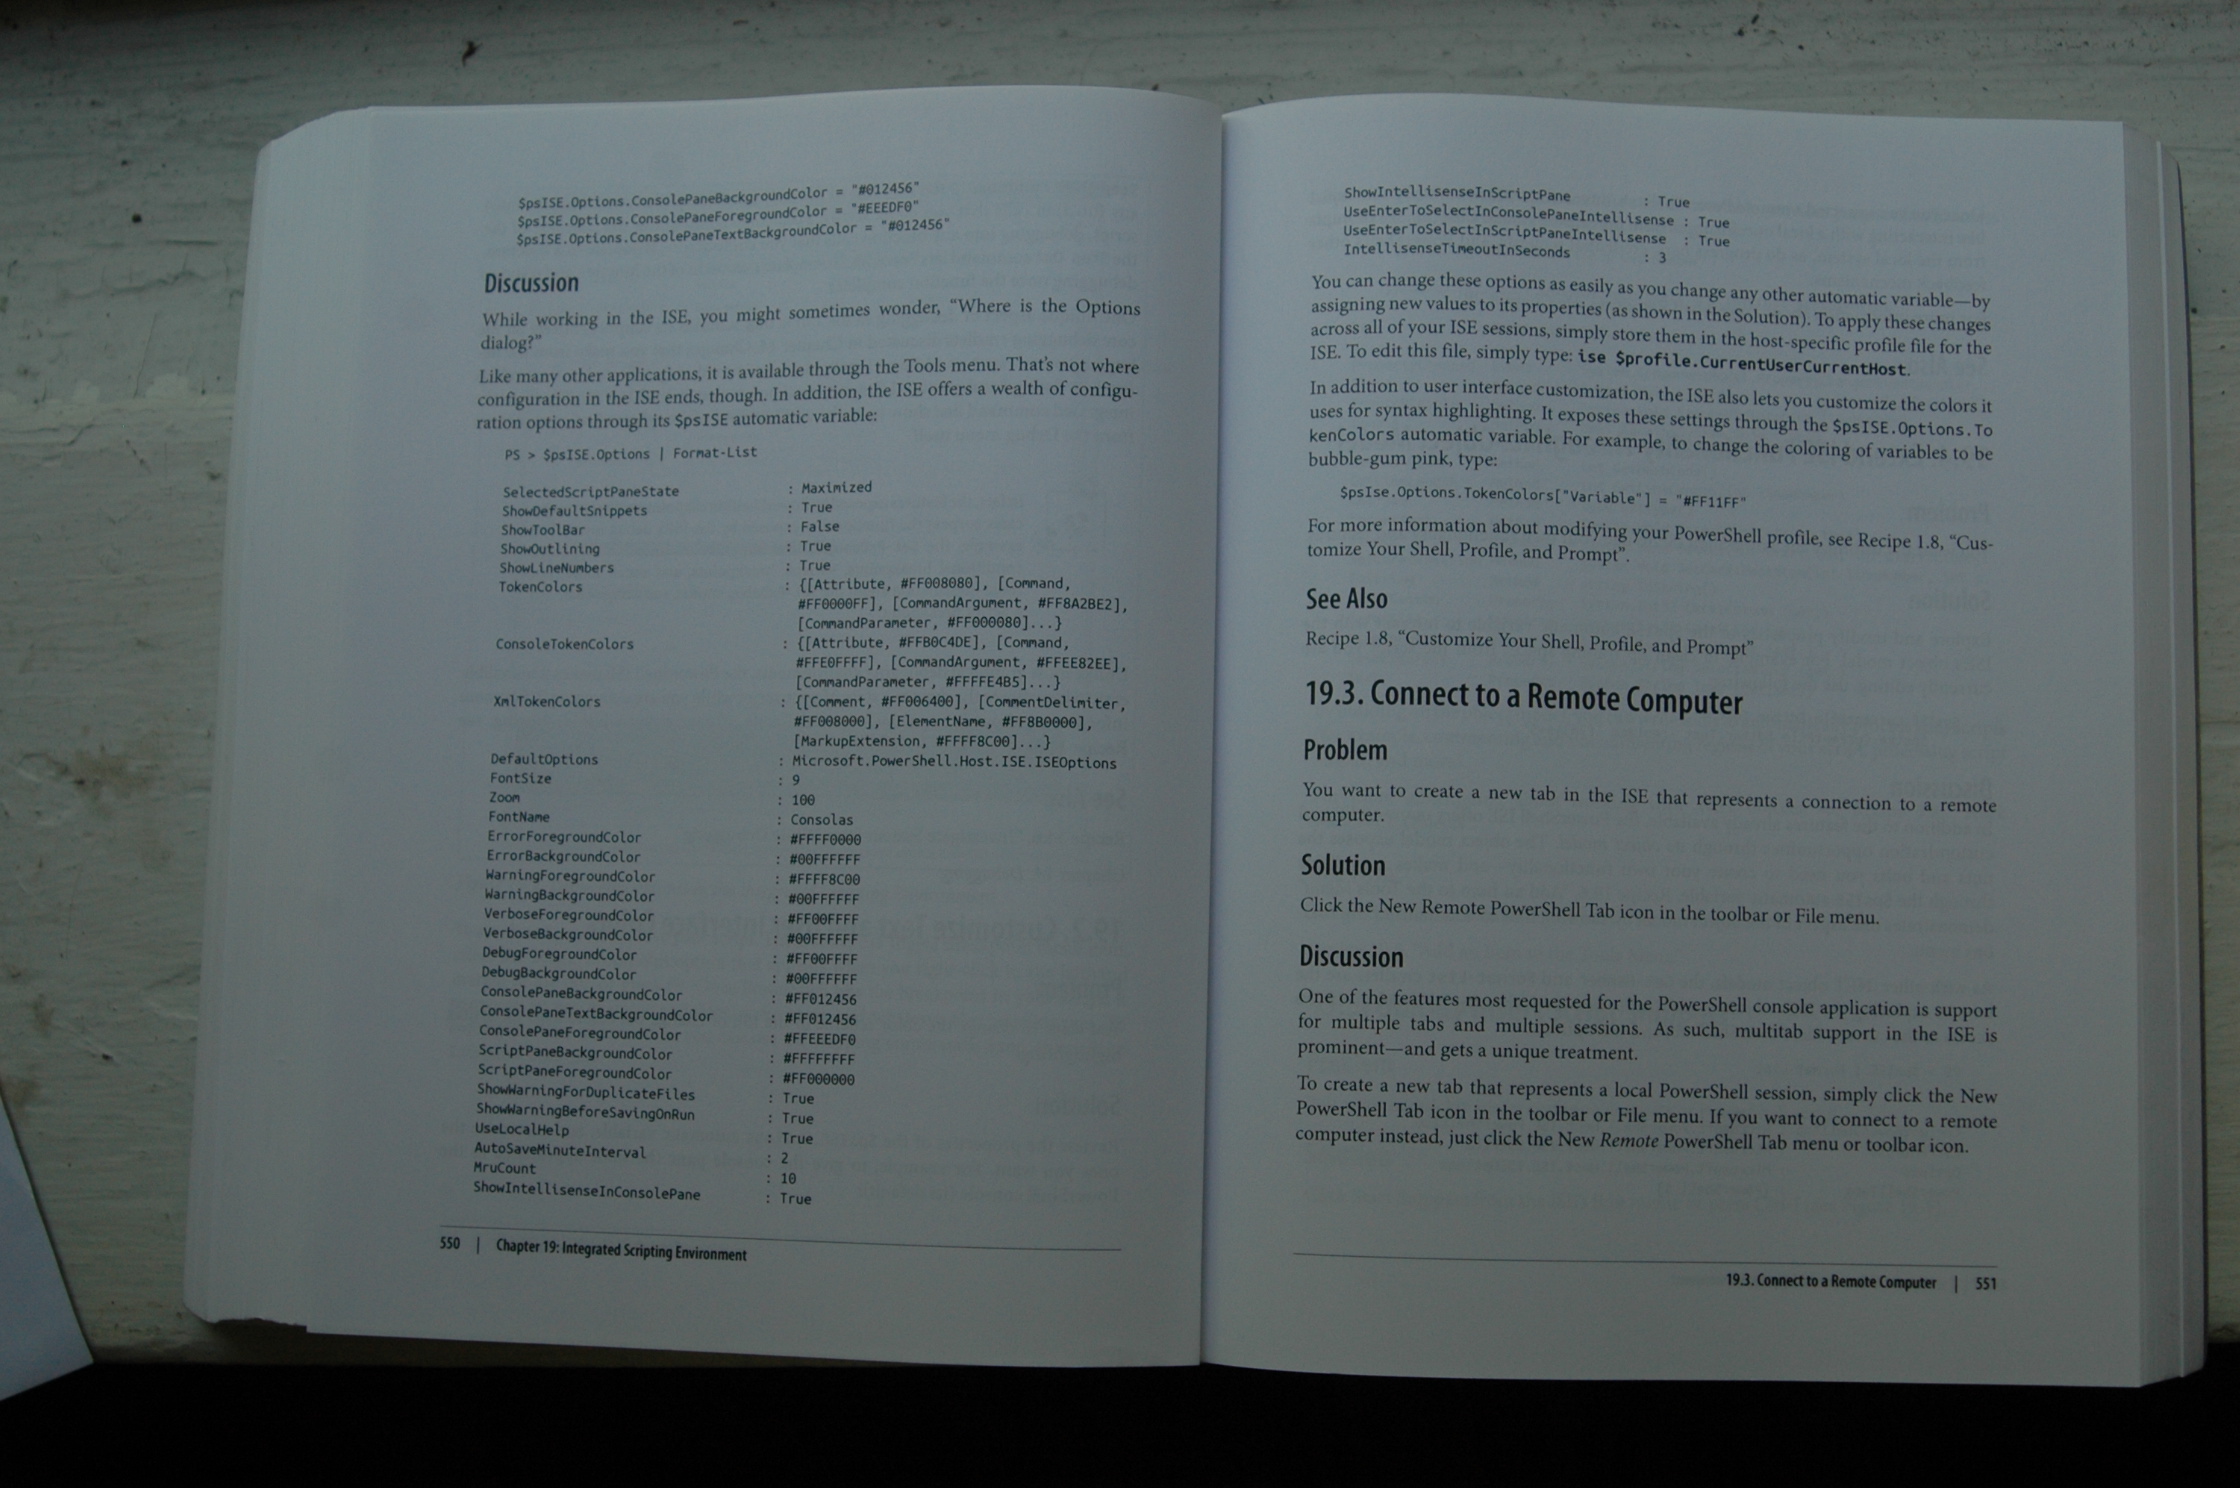 $psISE.Options.ConsolePaneBackgroundColor = "#012456"
$psISE.Options.ConsolePaneForegroundColor = "#EEEDF0"
$psISE.Options.ConsolePaneTextBackgroundColor = "#012456"
Discussion
While working in the ISE, you might sometimes wonder, “Where is the Options
dialog?”
Like many other applications, it is available through the Tools menu. That’s not where
configuration in the ISE ends, though. In addition, the ISE offers a wealth of configu-
ration options through its $psISE automatic variable:
PS > $psISE.Options | Format-List
SelectedScriptPaneState : Maximized
ShowDefaultSnippets : True
ShowToolBar : False
ShowOutlining : True
ShowLineNumbers : True
TokenColors : {[Attribute, #FF008080], [Command,
#FF0000FF], [CommandArgument, #FF8A2BE2],
[CommandParameter, #FF000080]...}
ConsoleTokenColors : {[Attribute, #FFB0C4DE], [Command,
#FFE0FFFF], [CommandArgument, #FFEE82EE],
[CommandParameter, #FFFFE4B5]...}
XmlTokenColors : {[Comment, #FF006400], [CommentDelimiter,
#FF008000], [ElementName, #FF8B0000],
[MarkupExtension, #FFFF8C00]...}
DefaultOptions : Microsoft.PowerShell.Host.ISE.ISEOptions
FontSize : 9
Zoom : 100
FontName : Consolas
ErrorForegroundColor : #FFFF0000
ErrorBackgroundColor : #00FFFFFF
WarningForegroundColor : #FFFF8C00
WarningBackgroundColor : #00FFFFFF
VerboseForegroundColor : #FF00FFFF
VerboseBackgroundColor : #00FFFFFF
DebugForegroundColor : #FF00FFFF
DebugBackgroundColor : #00FFFFFF
ConsolePaneBackgroundColor : #FF012456
ConsolePaneTextBackgroundColor : #FF012456
ConsolePaneForegroundColor : #FFEEEDF0
ScriptPaneBackgroundColor : #FFFFFFFF
ScriptPaneForegroundColor : #FF000000
ShowWarningForDuplicateFiles : True
ShowWarningBeforeSavingOnRun : True
UseLocalHelp : True
AutoSaveMinuteInterval : 2
MruCount : 10
ShowIntellisenseInConsolePane : True
550 | Chapter 19: Integrated Scripting Environment
ShowIntellisenseInScriptPane : True
UseEnterToSelectInConsolePaneIntellisense : True
UseEnterToSelectInScriptPaneIntellisense : True
IntellisenseTimeoutInSeconds : 3
You can change these options as easily as you change any other automatic variable—by
assigning new values to its properties (as shown in the Solution). To apply these changes
across all of your ISE sessions, simply store them in the host-specific profile file for the
ISE. To edit this file, simply type: ise $profile.CurrentUserCurrentHost.
In addition to user interface customization, the ISE also lets you customize the colors it
uses for syntax highlighting. It exposes these settings through the $psISE.Options.To
kenColors automatic variable. For example, to change the coloring of variables to be
bubble-gum pink, type:
$psIse.Options.TokenColors["Variable"] = "#FF11FF"
For more information about modifying your PowerShell profile, see Recipe 1.8, “Cus-
tomize Your Shell, Profile, and Prompt”.
See Also
Recipe 1.8, “Customize Your Shell, Profile, and Prompt”
19.3. Connect to a Remote Computer
Problem
You want to create a new tab in the ISE that represents a connection to a remote
computer.
Solution
Click the New Remote PowerShell Tab icon in the toolbar or File menu.
Discussion
One of the features most requested for the PowerShell console application is support
for multiple tabs and multiple sessions. As such, multitab support in the ISE is
prominent—and gets a unique treatment.
To create a new tab that represents a local PowerShell session, simply click the New
PowerShell Tab icon in the toolbar or File menu. If you want to connect to a remote
computer instead, just click the New Remote PowerShell Tab menu or toolbar icon.
19.3. Connect to a Remote Computer | 551